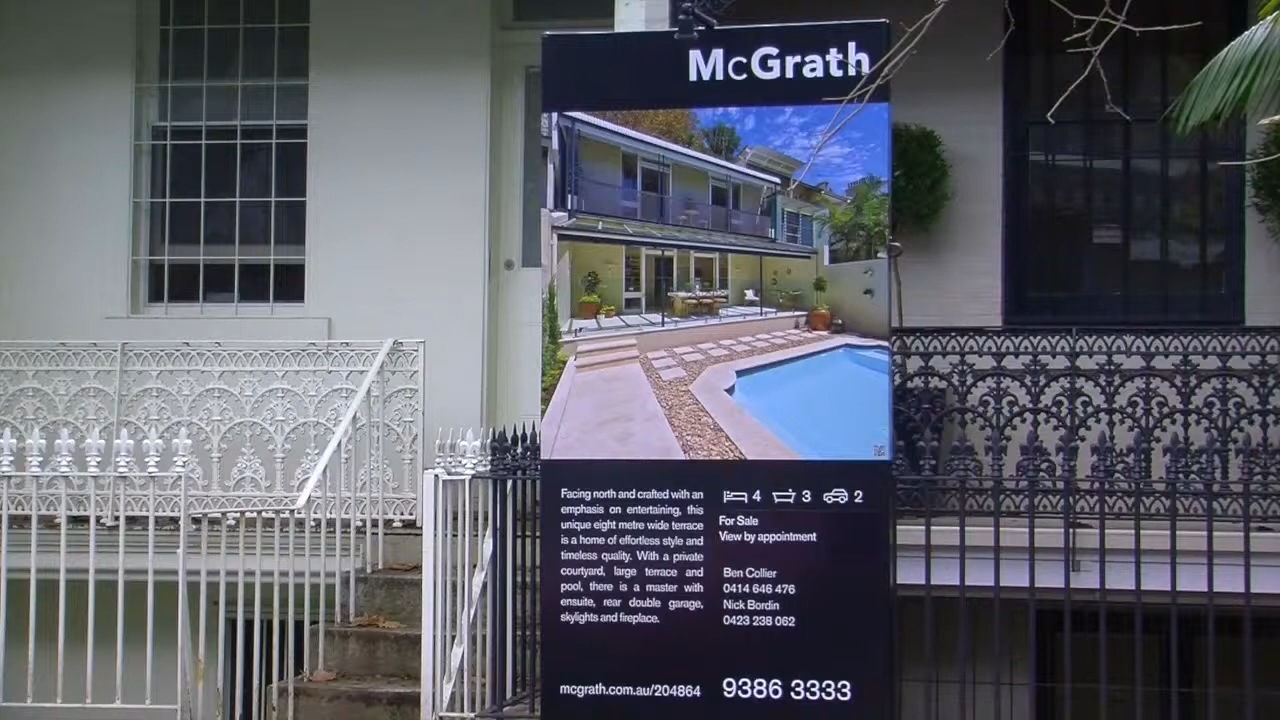 McGrath
Facing north and crafted with an
emphasis on entertaining, this
unique eight metre wide terrace
is a home of effortless style and
timeless quality. With a private
courtyard, large terrace and
pool, there is a master with
ensuite, rear double garage,
skylights and fireplace.
4 3 2
For Sale
View by appointment
Ben Collier
0414 646 476
Nick Bordin
0423 238 062
mcgrath.com.au/204864
9386 3333